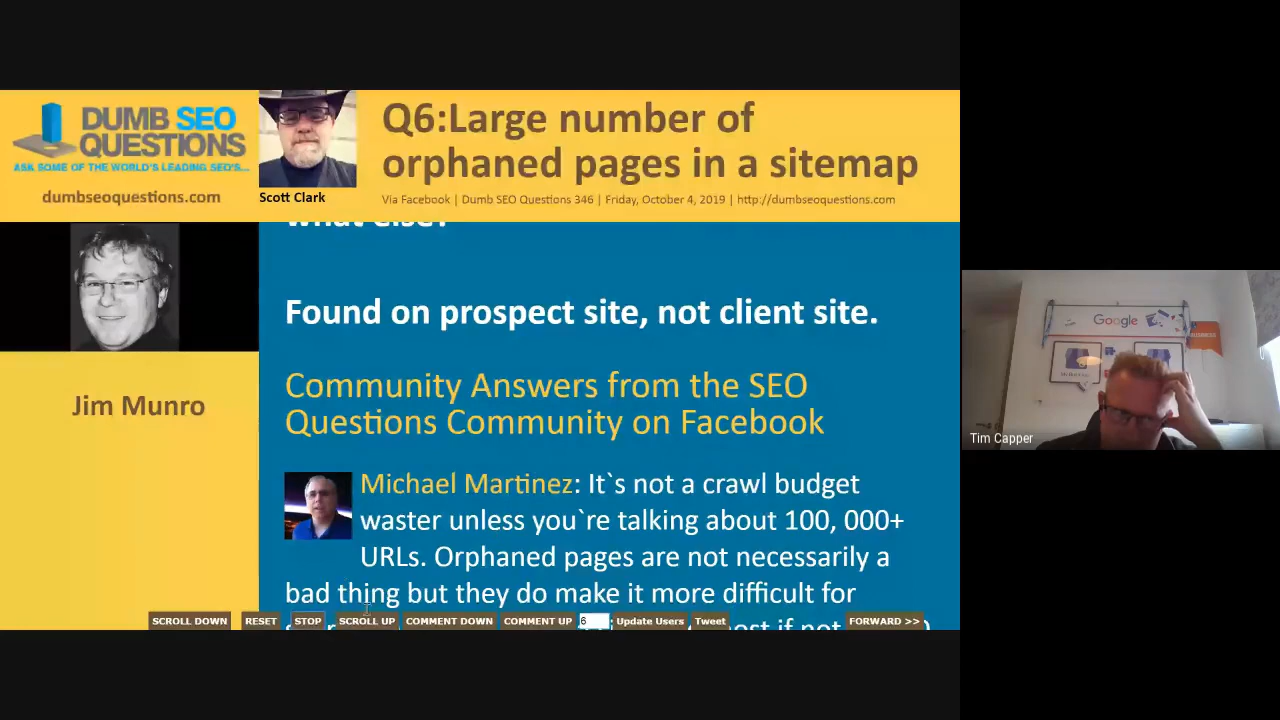 DUMB SEO
QUESTIONS
ASK SOME OF THE WORLD'S LEADING SEO'S...
dumbseoquestions.com
Scott Clark
Q6:Large number of
orphaned pages in a sitemap
Via Facebook | Dumb SEO Questions 346 | Friday, October 4, 2019 | http://dumbseoquestions.com
what else?
Jim Munro
Found on prospect site, not client site.
Community Answers from the SEO
Questions Community on Facebook
Michael Martinez: It`s not a crawl budget
waster unless you`re talking about 100, 000+
URLs. Orphaned pages are not necessarily a
bad thing but they do make it more difficult for
if not
SCROLL DOWN RESET STOP SCROLL UP COMMENT DOWN COMMENT UP 6 Update Users Tweet FORWARD >>
Google
Tim Capper